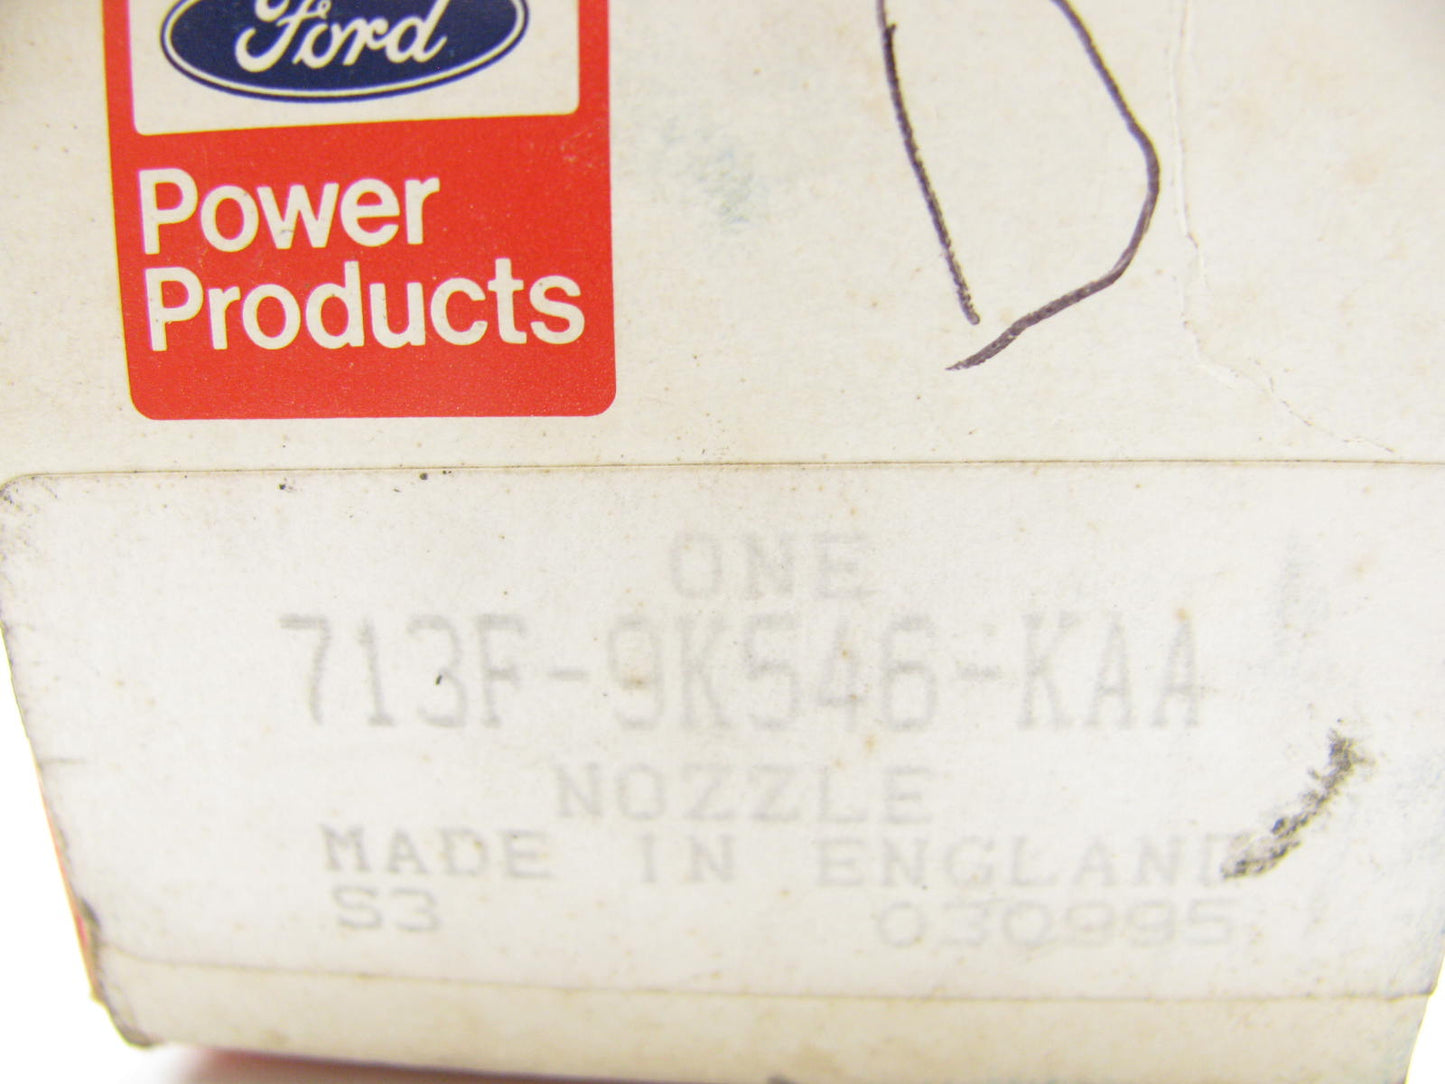 Ford
Power
Products
ONE
713F-9K546-KAA
NOZZLE
MADE IN ENGLAND
S3 030995